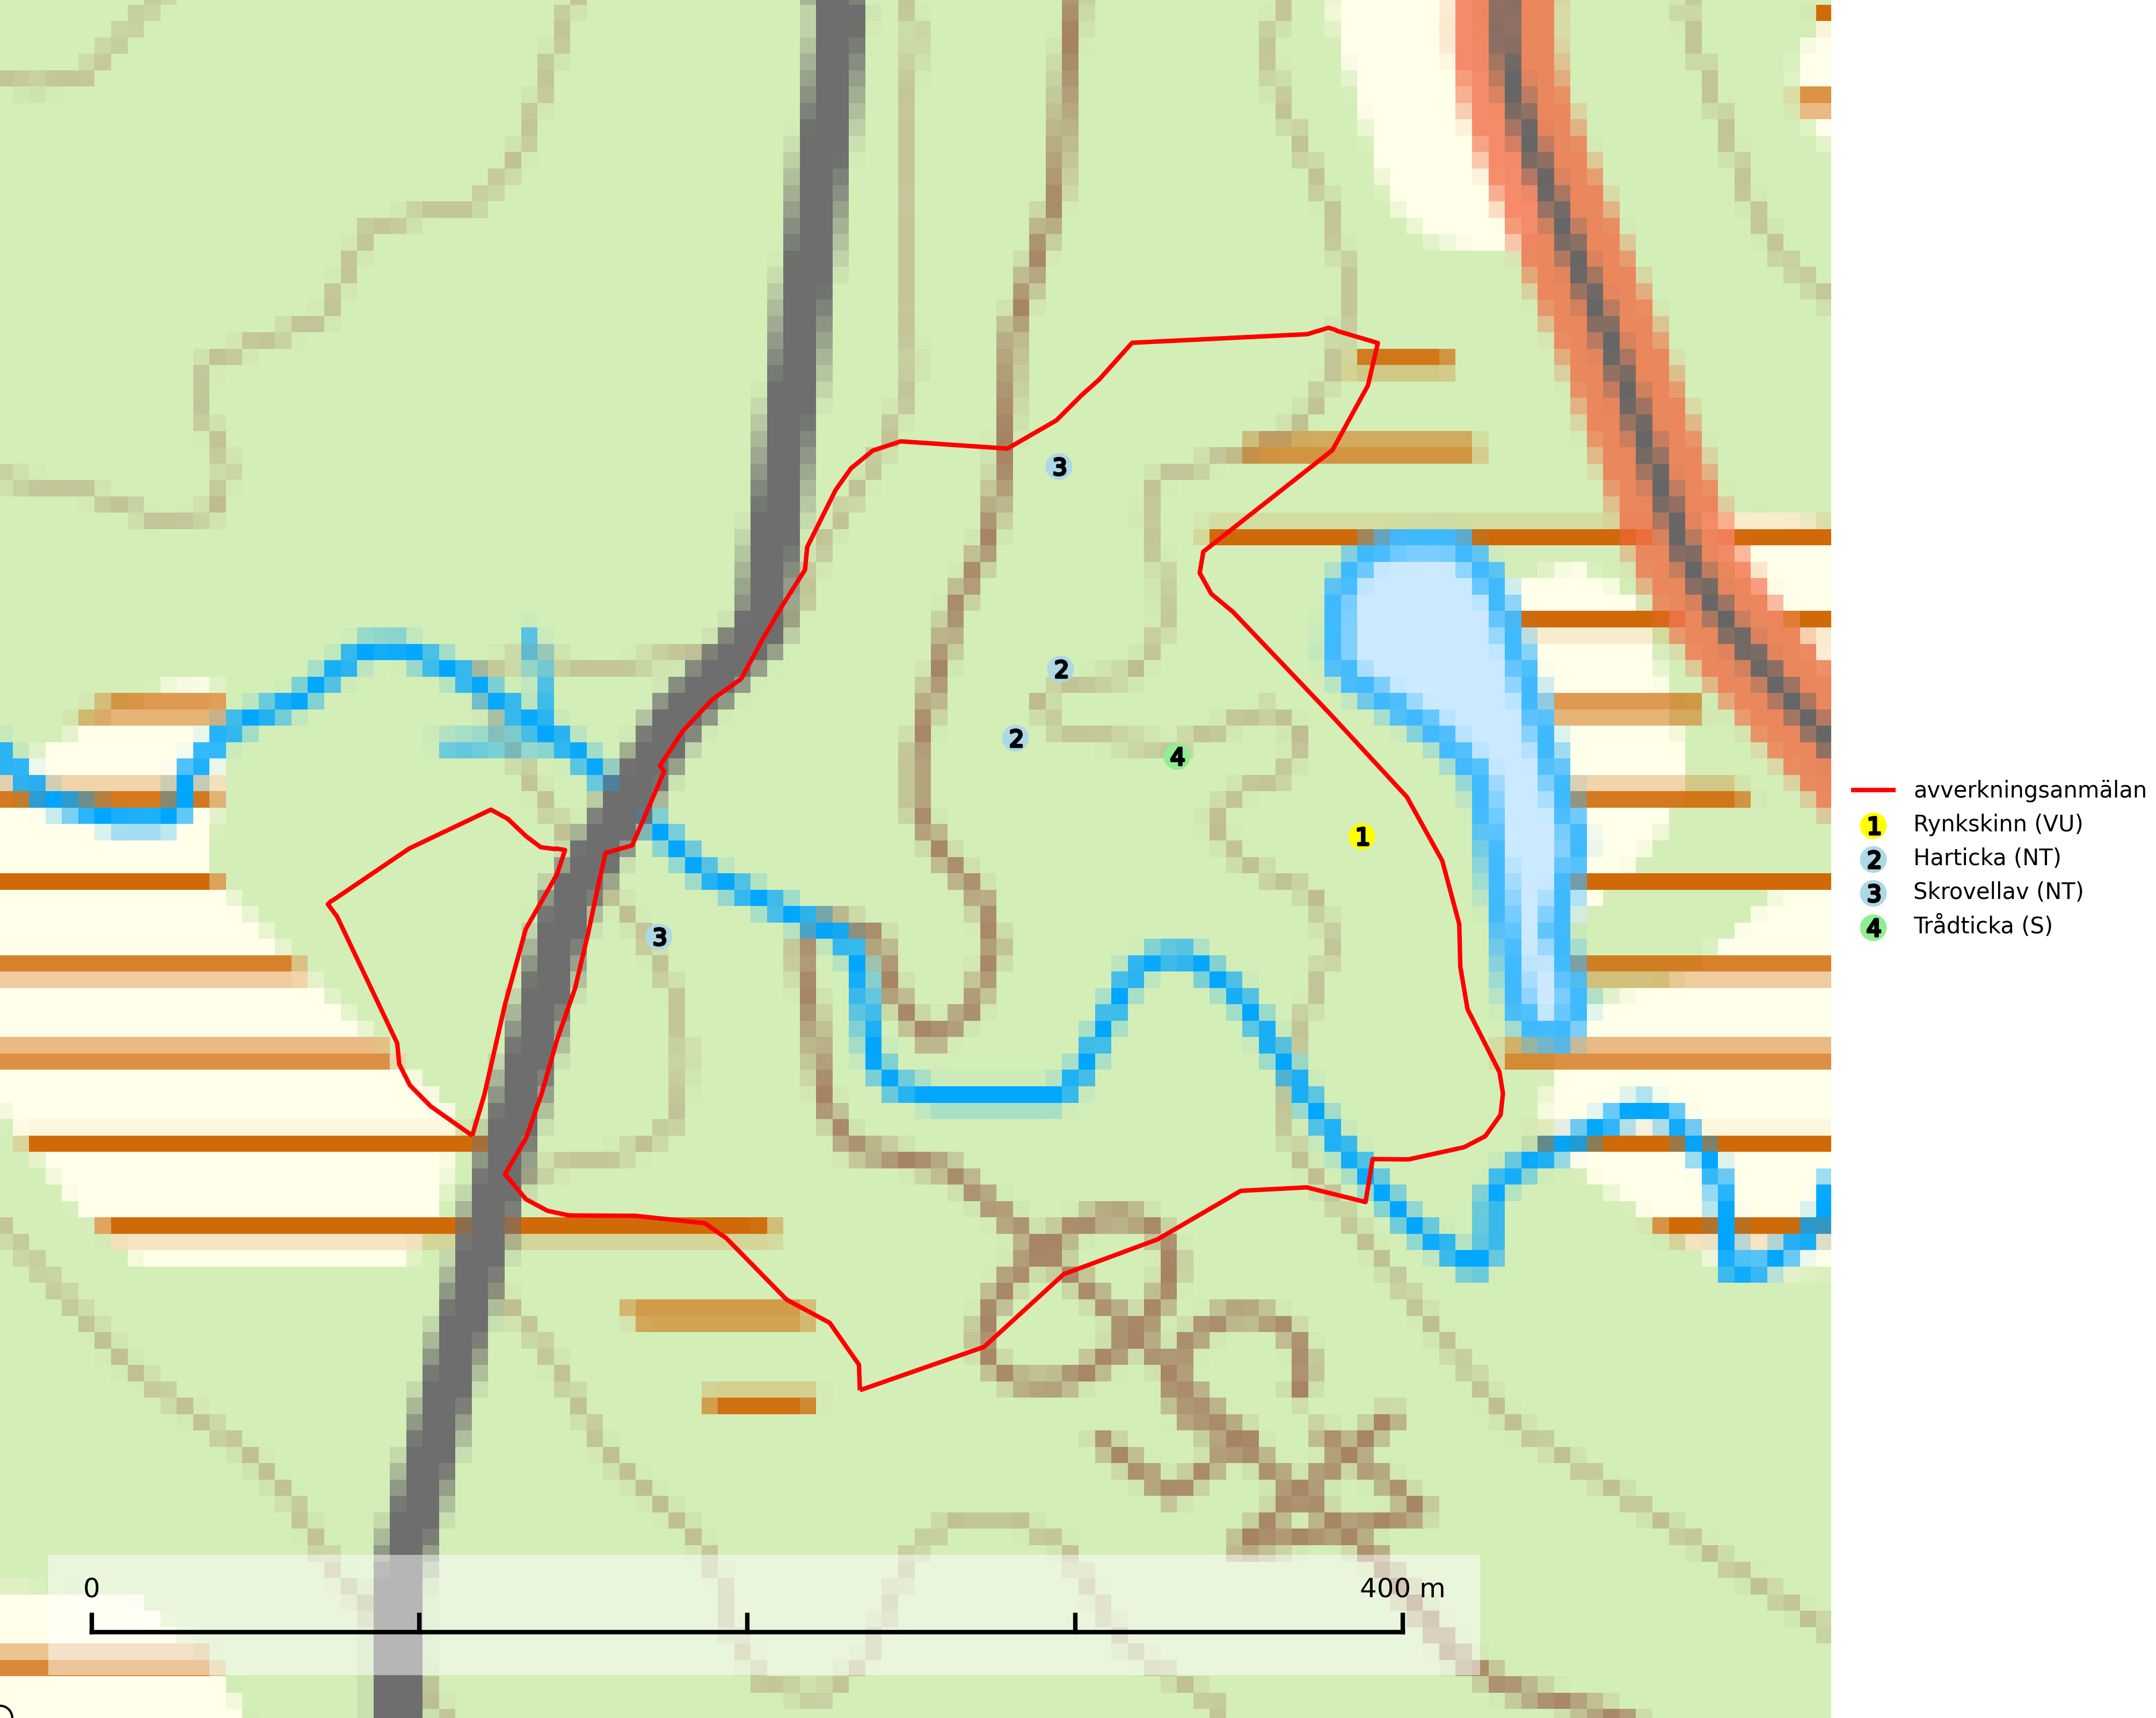 3
2
2
4
1
3
avverkningsanmälan
1 Rynkskinn (VU)
2 Harticka (NT)
3 Skrovellav (NT)
4 Trådticka (S)
0 400 m